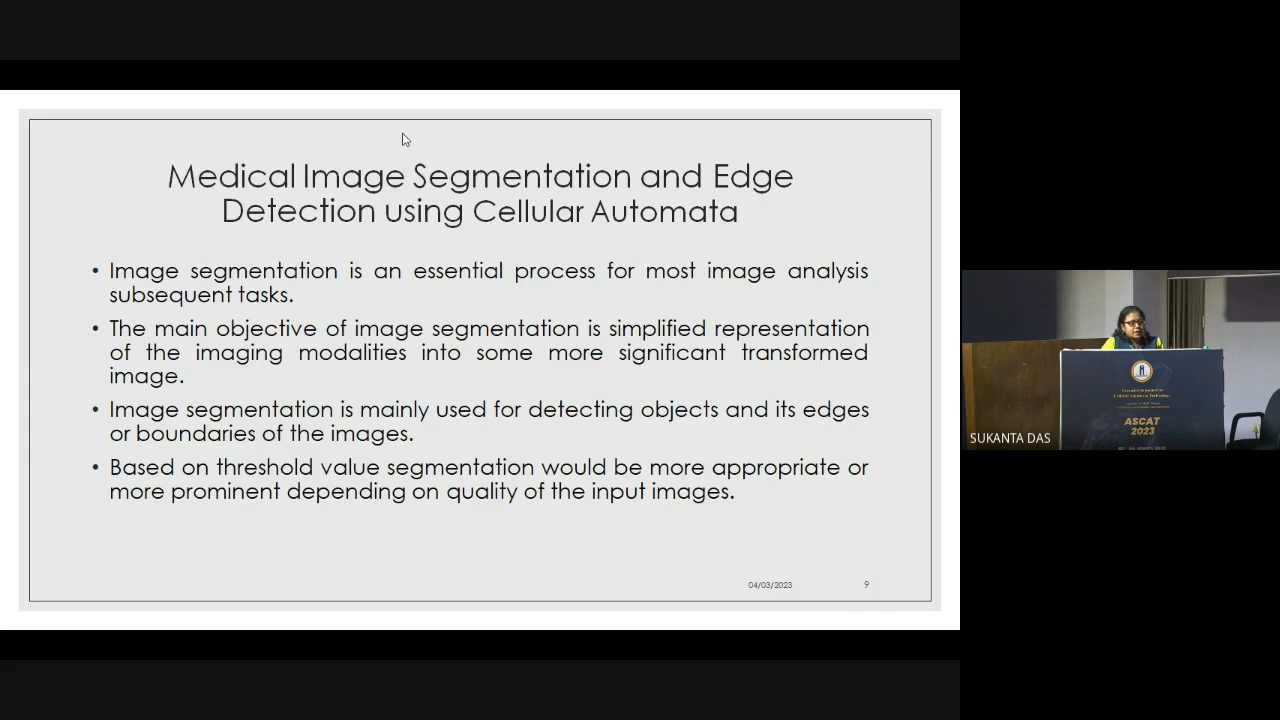 Medical Image Segmentation and Edge
Detection using Cellular Automata
• Image segmentation is an essential process for most image analysis
subsequent tasks.
• The main objective of image segmentation is simplified representation
of the imaging modalities into some more significant transformed
image.
• Image segmentation is mainly used for detecting objects and its edges
or boundaries of the images.
• Based on threshold value segmentation would be more appropriate or
more prominent depending on quality of the input images.
04/03/2023
9
ASCAT
2023
SUKANTA DAS